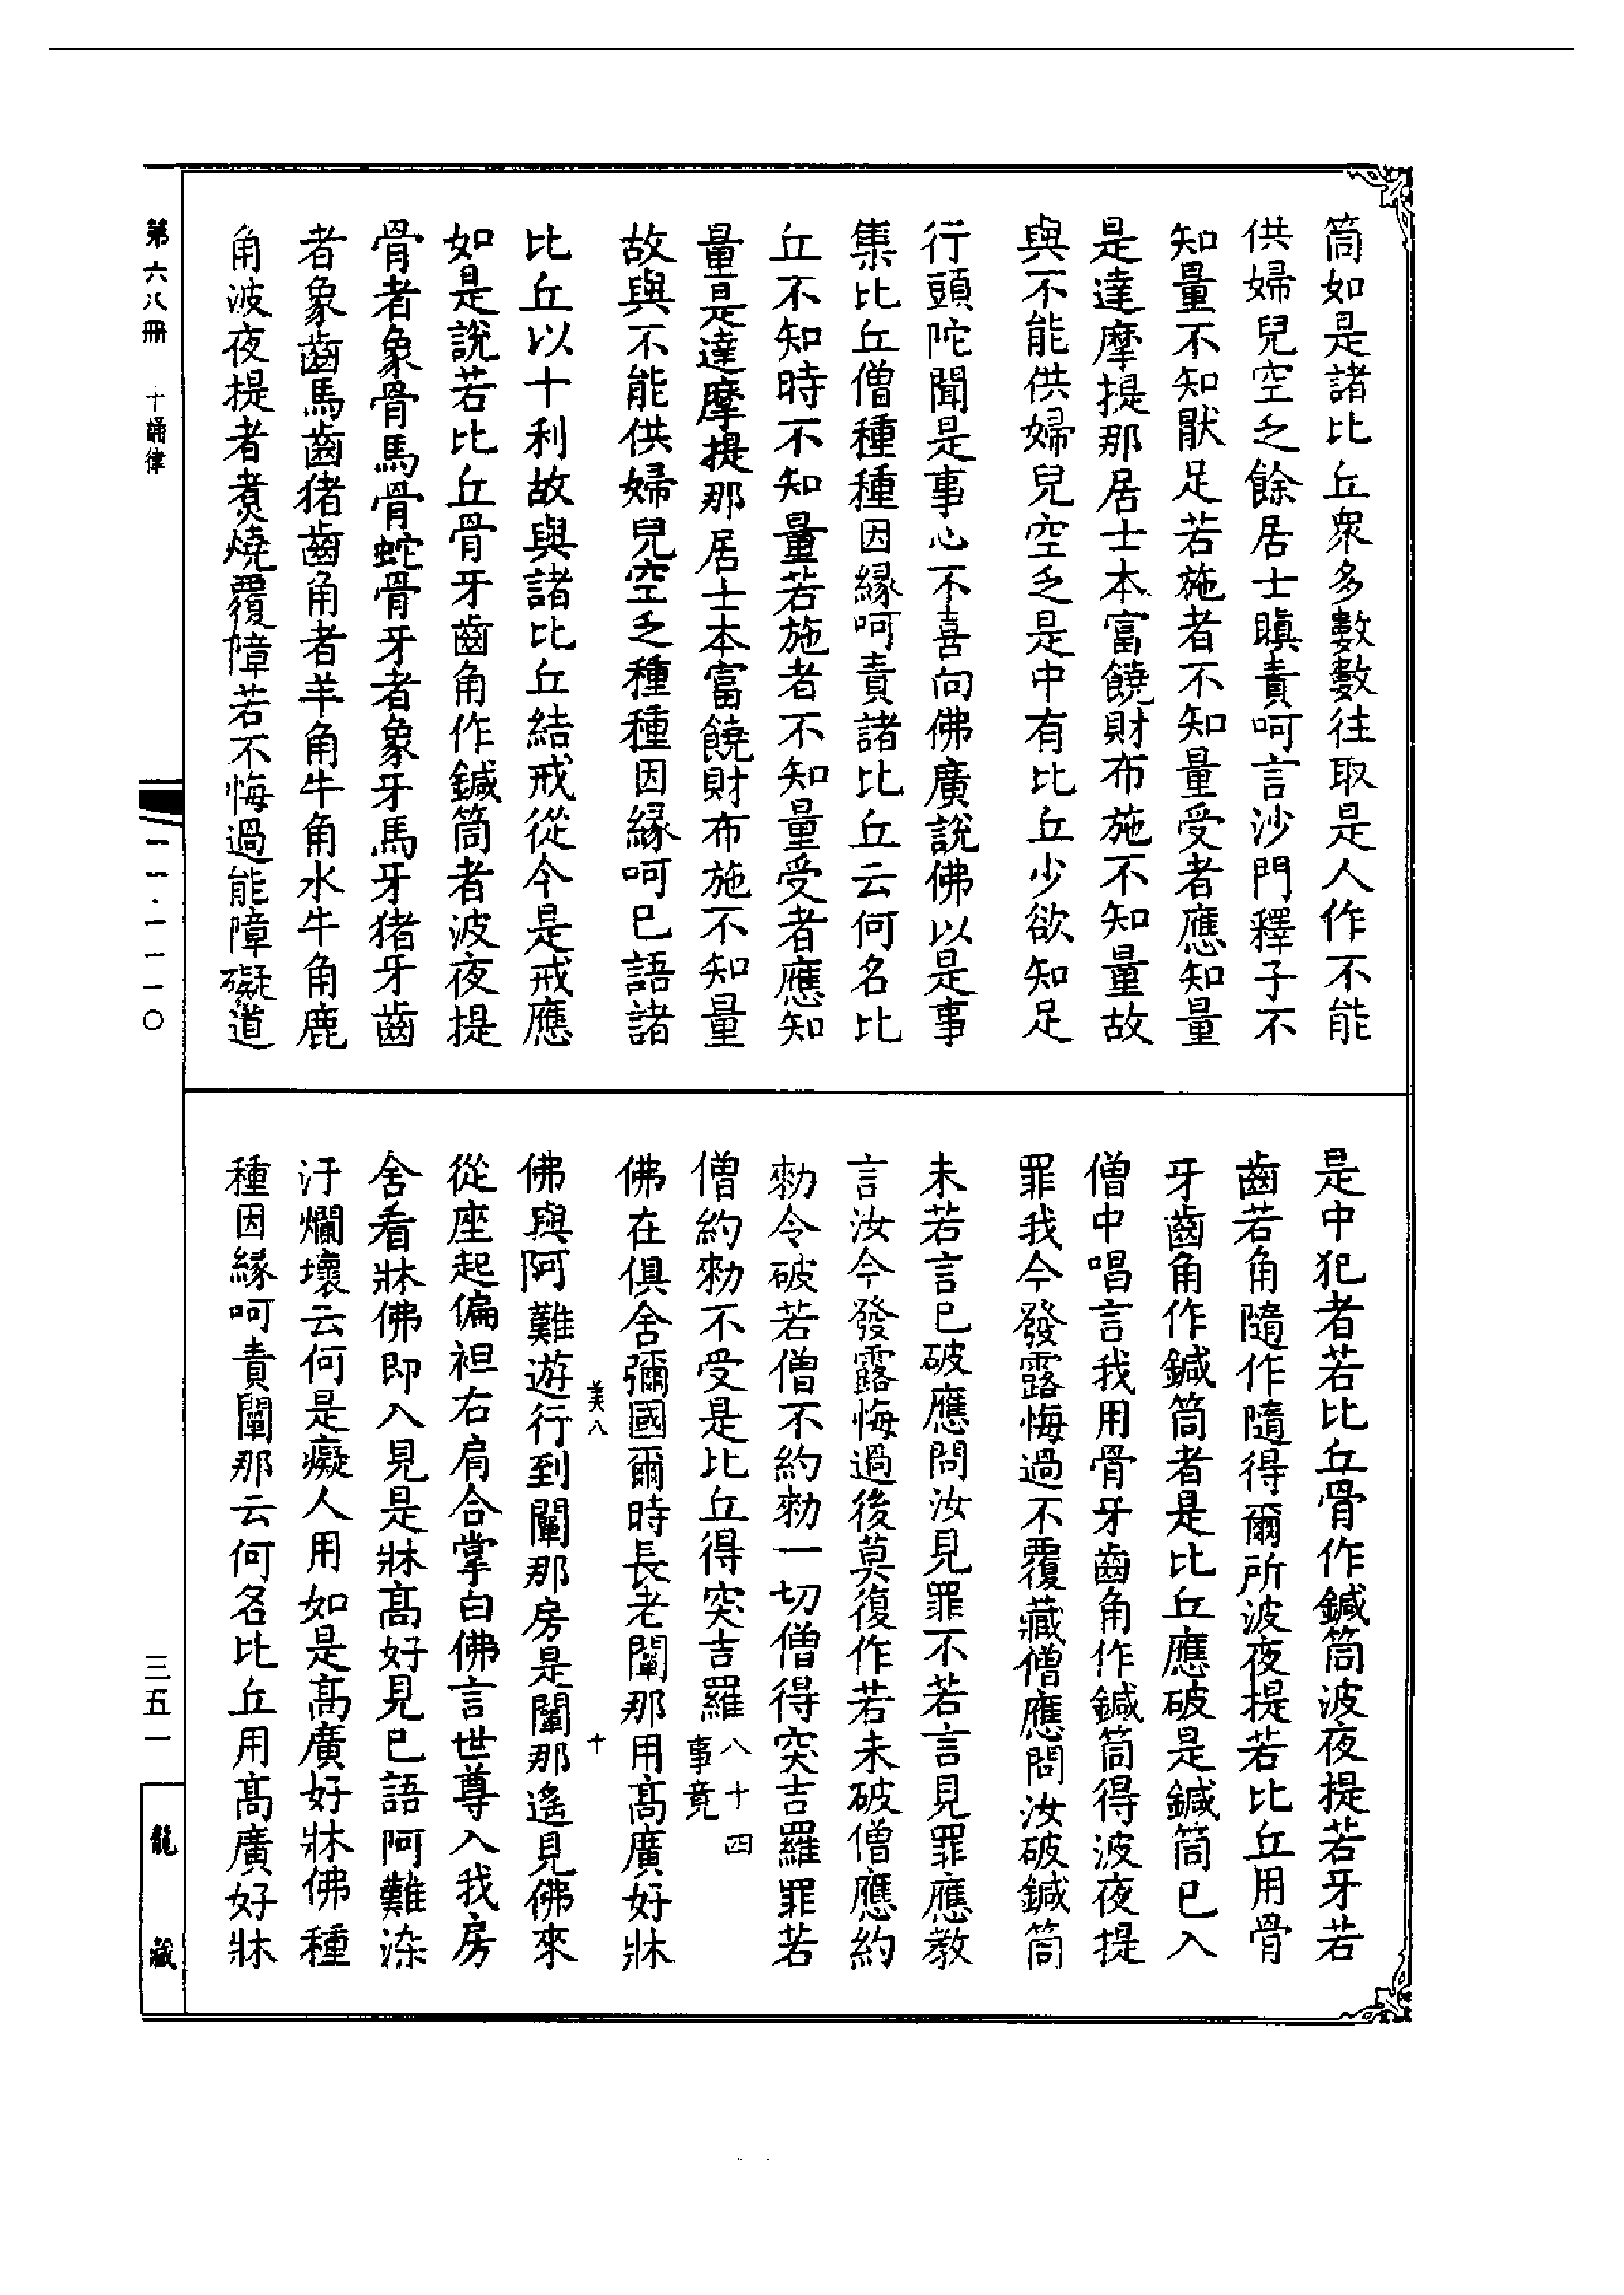 筒如是諸比丘衆多數數往取是人作不能
供婦兒空乏餘居士瞋責呵言沙門釋子不
知量不知猒足若施者不知量受者應知量
是達摩提那居士本富饒財布施不知量故
與不能供婦兒空乏是中有比丘少欲知足
行頭陀聞是事心不喜向佛廣說佛以是事
集比丘僧種種因緣呵責諸比丘云何名比
丘不知時不知量若施者不知量受者應知
量是達摩提那居士本富饒財布施不知量
故與不能供婦兒空乏種種因緣呵已語諸
比丘以十利故與諸比丘結戒從今是戒應
如是說若比丘骨牙齒角作鍼筒者波夜提
骨者象骨馬骨蛇骨牙者象牙馬牙猪牙齒
者象齒馬齒猪齒角者羊角牛角水牛角鹿
角波夜提者煑燒覆障若不悔過能障礙道
是中犯者若比丘骨作鍼筒波夜提若牙若
齒若角隨作隨得爾所波夜提若比丘用骨
牙齒角作鍼筒者是比丘應破是鍼筒已入
僧中唱言我用骨牙齒角作鍼筒得波夜提
罪我今發露悔過不覆藏僧應問汝破鍼筒
未若言已破應問汝見罪不若言見罪應教
言汝今發露悔過後莫復作若未破僧應約
勑令破若僧不約勑一切僧得突吉羅罪若
僧約勑不受是比丘得突吉羅八十四事竟
佛在俱舍彌國爾時長老闡那用高廣好牀
美八 十
佛與阿難遊行到闡那房是闡那遙見佛來
從座起偏袒右肩合掌白佛言世尊入我房
舍看牀佛即入見是牀高好見已語阿難染
汙爛壞云何是癡人用如是高廣好牀佛種
種因緣呵責闡那云何名比丘用高廣好牀
第六八冊 十誦律
一一·一一一〇
三五一
龍藏